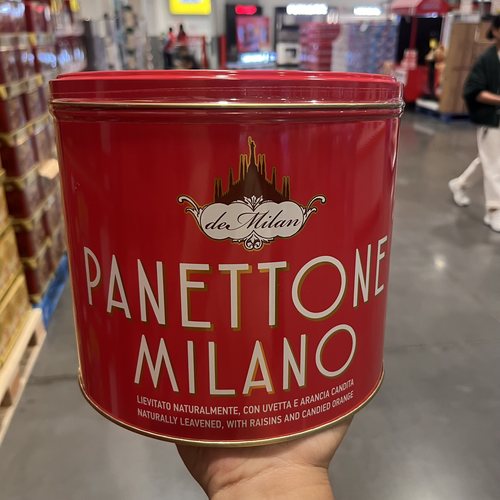 de Milan
PANETTONE
MILANO
LIEVITATO NATURALMENTE, CON UVETTA E ARANCIA CANDITA
NATURALLY LEAVENED, WITH RAISINS AND CANDIED ORANGE